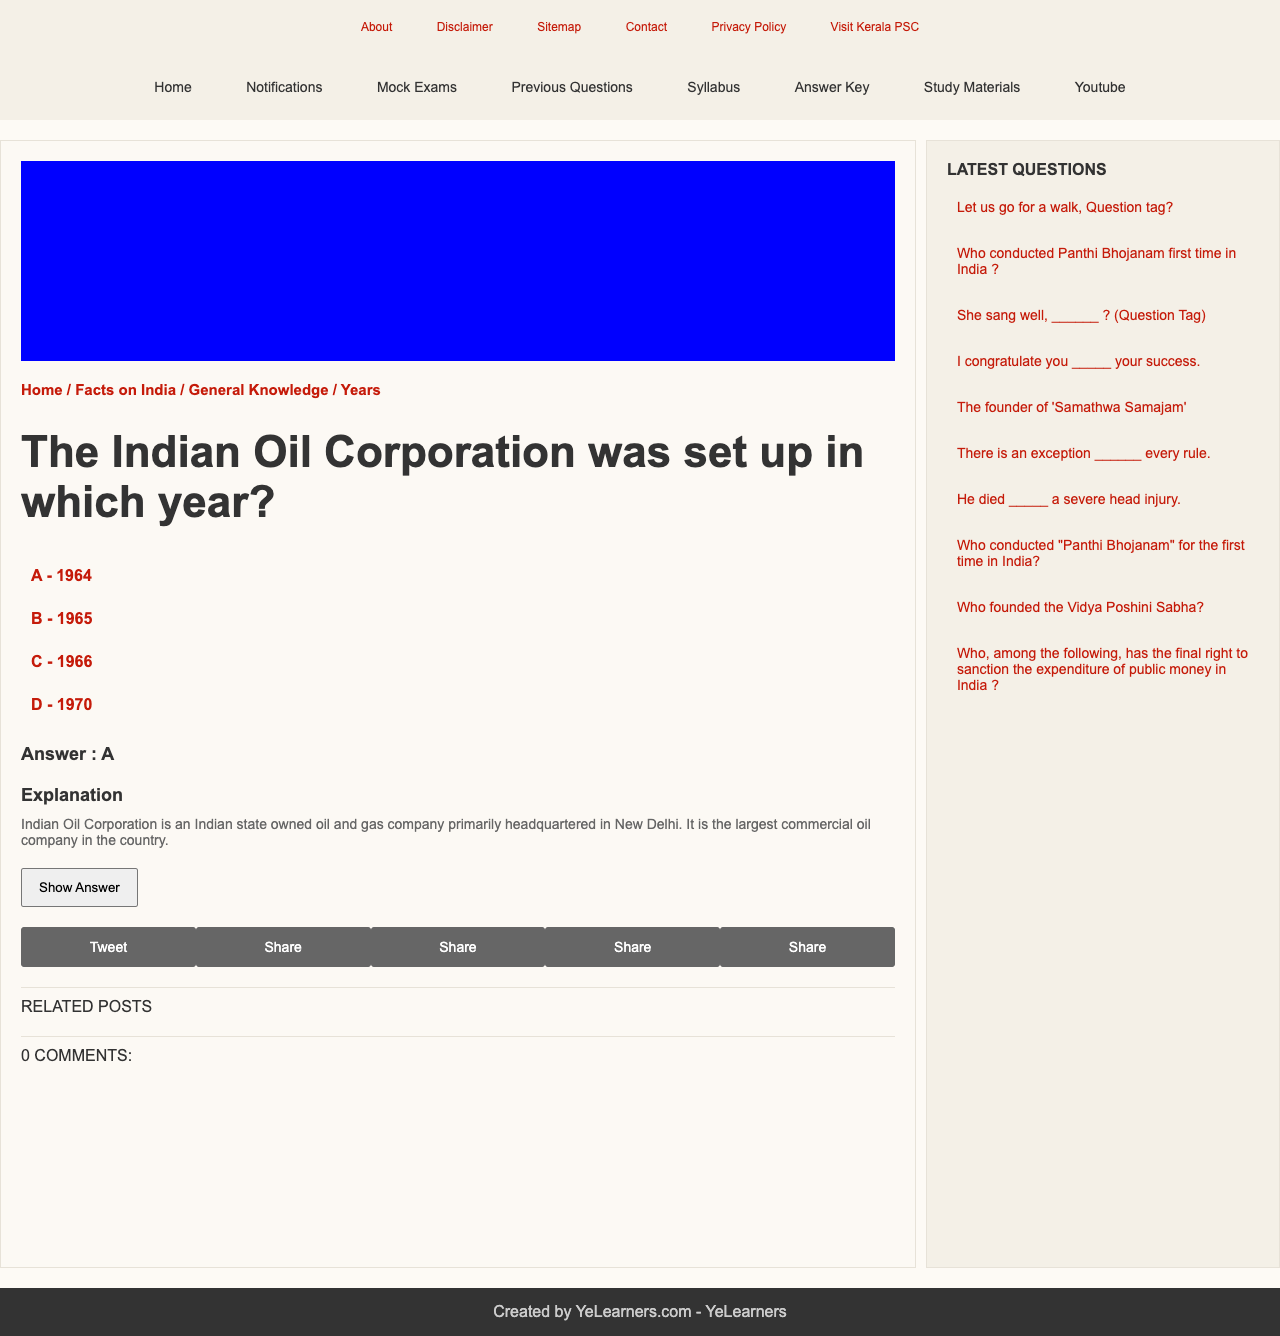 About Disclaimer Sitemap Contact Privacy Policy Visit Kerala PSC
Home Notifications Mock Exams Previous Questions Syllabus Answer Key Study Materials Youtube
Home / Facts on India / General Knowledge / Years
The Indian Oil Corporation was set up in
which year?
A - 1964
B - 1965
C - 1966
D - 1970
Answer : A
Explanation
Indian Oil Corporation is an Indian state owned oil and gas company primarily headquartered in New Delhi. It is the largest commercial oil
company in the country.
Show Answer
Tweet Share Share Share Share
RELATED POSTS
0 COMMENTS:
LATEST QUESTIONS
Let us go for a walk, Question tag?
Who conducted Panthi Bhojanam first time in
India ?
She sang well, ______ ? (Question Tag)
I congratulate you _____ your success.
The founder of 'Samathwa Samajam'
There is an exception ______ every rule.
He died _____ a severe head injury.
Who conducted "Panthi Bhojanam" for the first
time in India?
Who founded the Vidya Poshini Sabha?
Who, among the following, has the final right to
sanction the expenditure of public money in
India ?
Created by YeLearners.com - YeLearners